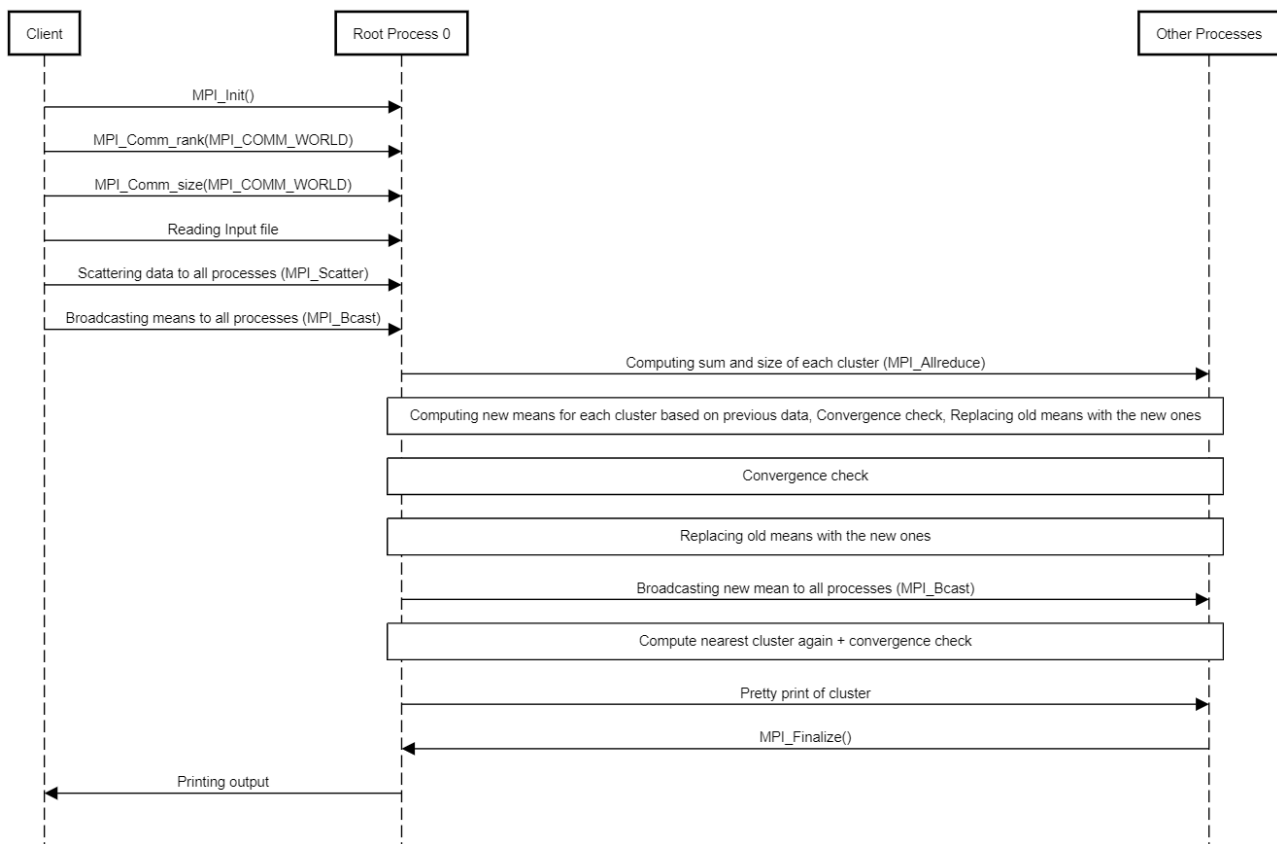 Client
Root Process 0
Other Processes
MPI_Init()
MPI_Comm_rank(MPI_COMM_WORLD)
MPI_Comm_size(MPI_COMM_WORLD)
Reading Input file
Scattering data to all processes (MPI_Scatter)
Broadcasting means to all processes (MPI_Bcast)
Computing sum and size of each cluster (MPI_Allreduce)
Computing new means for each cluster based on previous data, Convergence check, Replacing old means with the new ones
Convergence check
Replacing old means with the new ones
Broadcasting new mean to all processes (MPI_Bcast)
Compute nearest cluster again + convergence check
Pretty print of cluster
MPI_Finalize()
Printing output